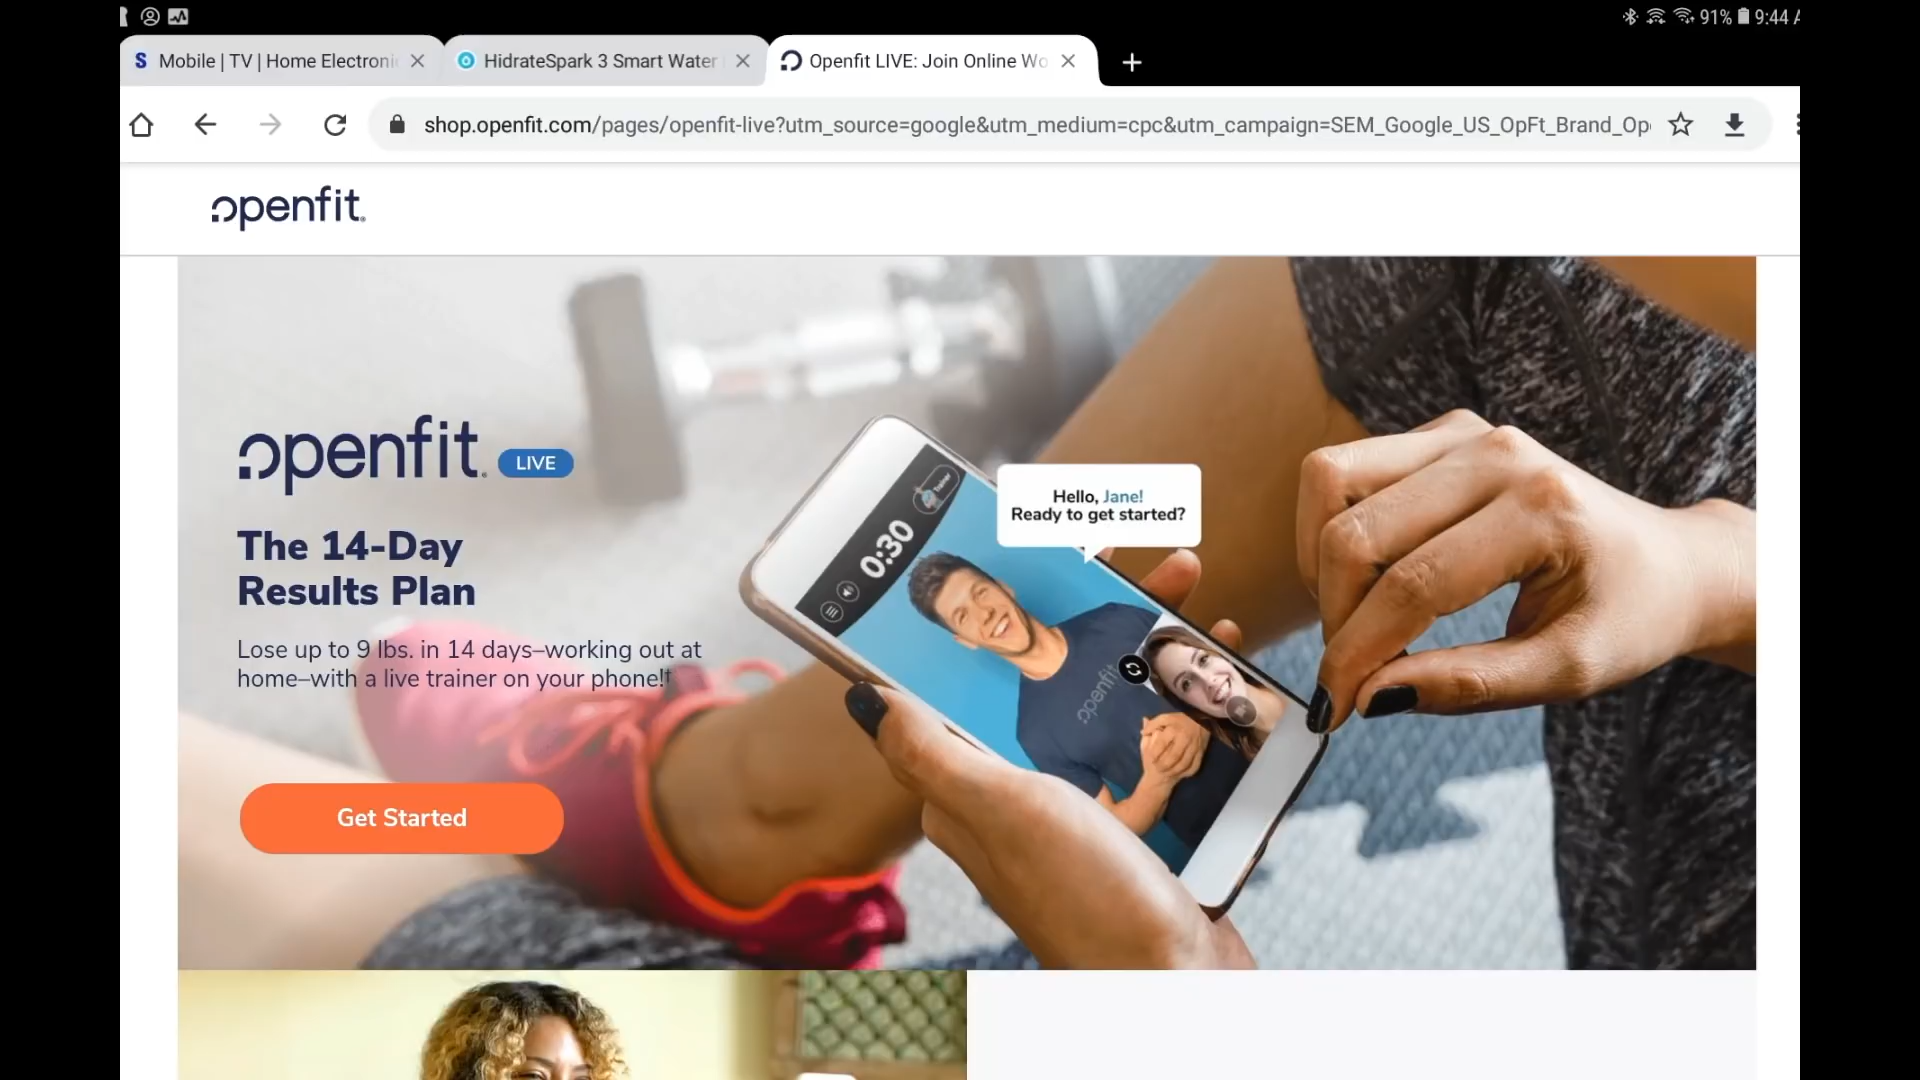 91% 9:44
Mobile | TV | Home Electroni
HidrateSpark 3 Smart Water
Openfit LIVE: Join Online Wo
shop.openfit.com/pages/openfit-live?utm_source=google&utm_medium=cpc&utm_campaign=SEM_Google_US_OpFt_Brand_Op
openfit
openfit
LIVE
The 14-Day
Results Plan
Lose up to 9 lbs. in 14 days–working out at
home–with a live trainer on your phone!†
Get Started
Trainer
0:30
Hello, Jane!
Ready to get started?
openfit